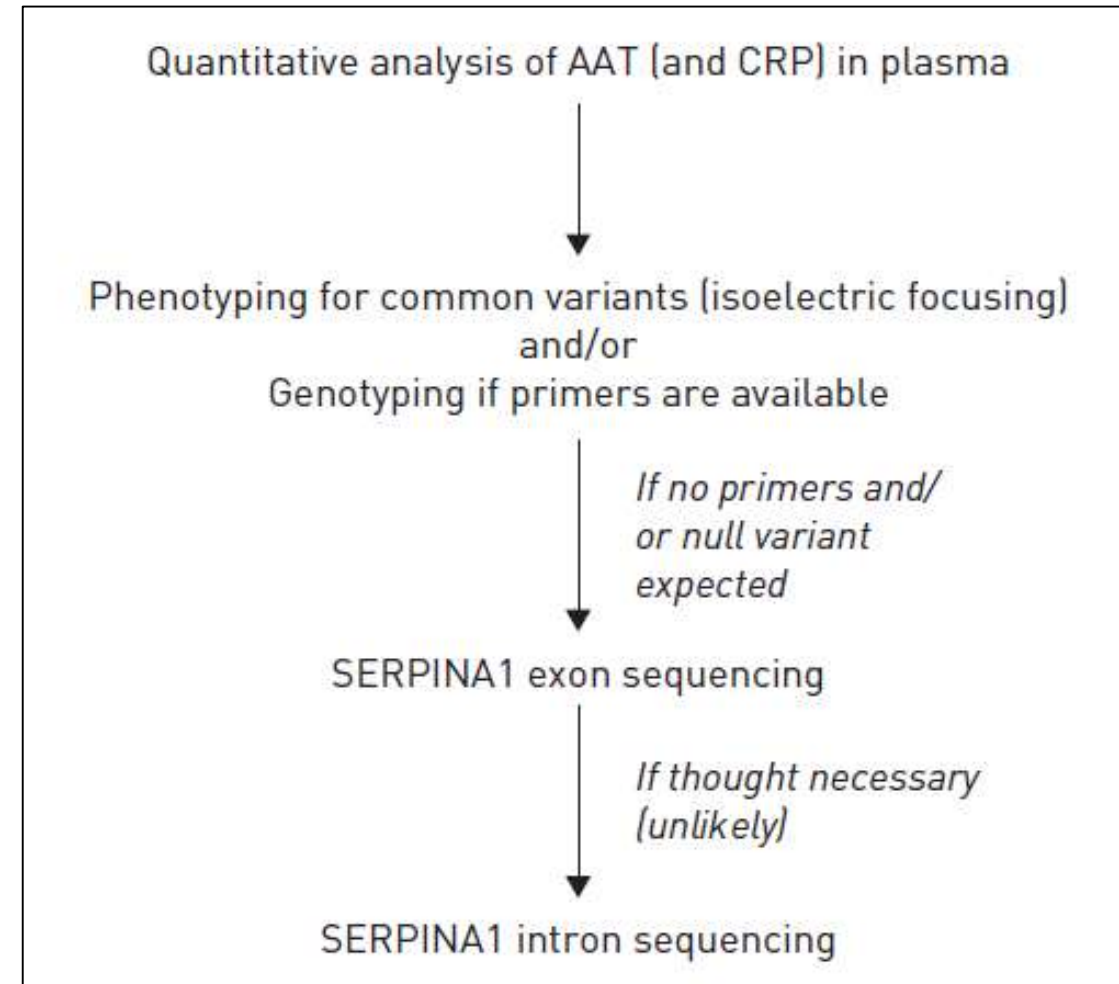 Quantitative analysis of AAT (and CRP) in plasma
Phenotyping for common variants (isoelectric focusing)
and/or
Genotyping if primers are available
If no primers and/
or null variant
expected
SERPINA1 exon sequencing
If thought necessary
(unlikely)
SERPINA1 intron sequencing